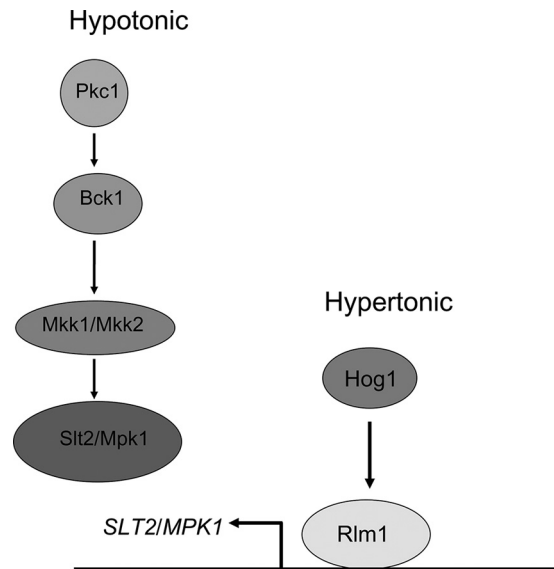 Hypotonic
Pkc1
Bck1
Mkk1/Mkk2
Slt2/Mpk1
Hypertonic
Hog1
Rlm1
SLT2/MPK1